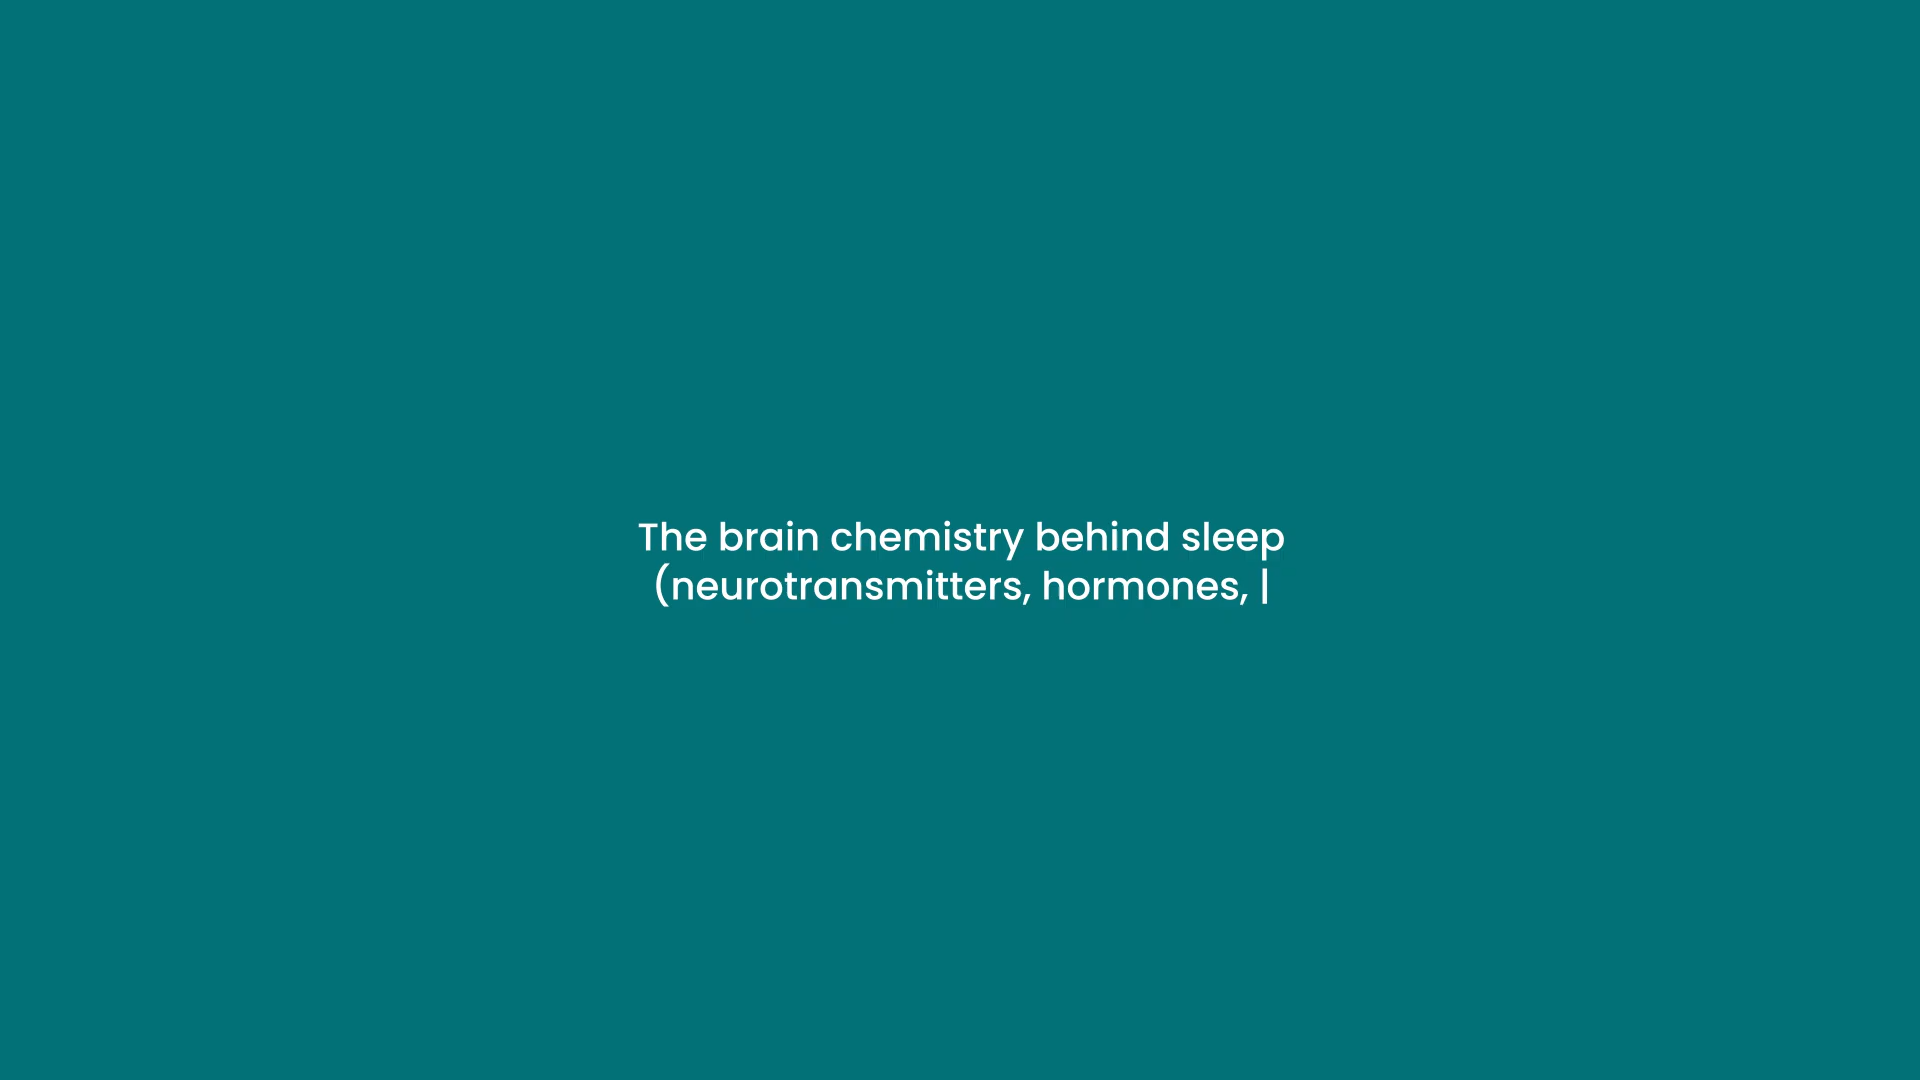 The brain chemistry behind sleep
(neurotransmitters, hormones, |